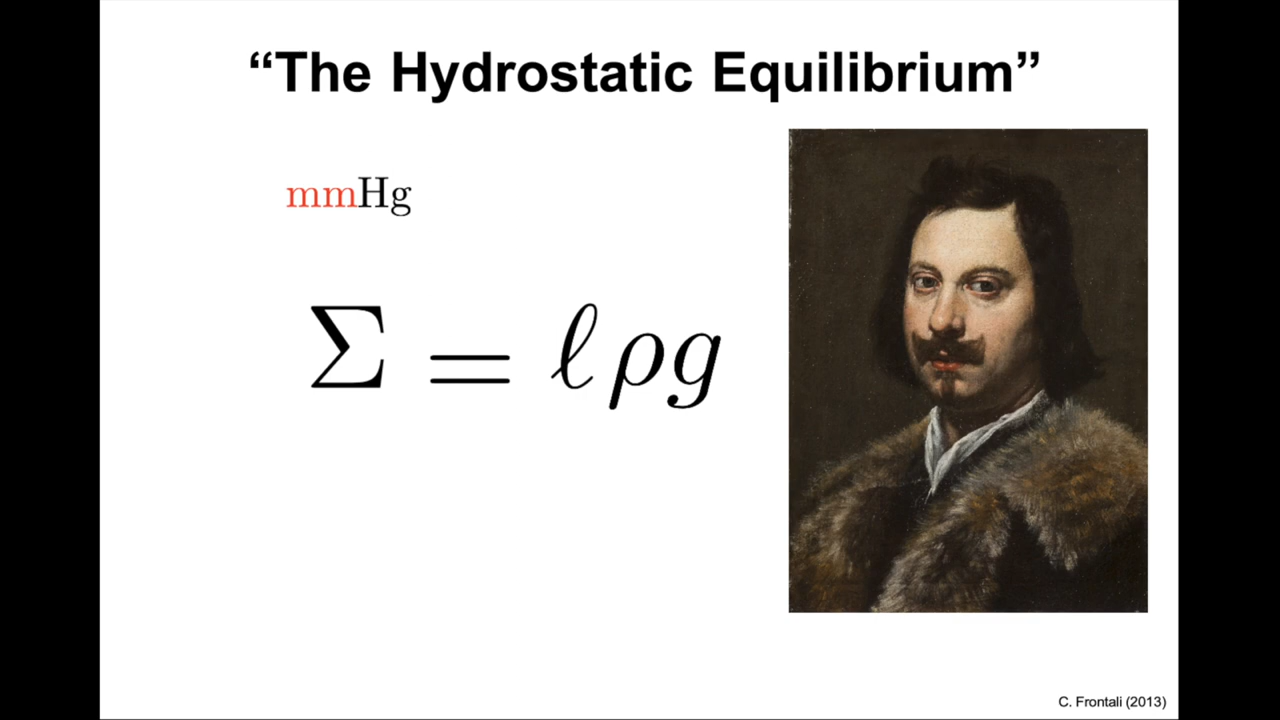 “The Hydrostatic Equilibrium”
mmHg
Σ = ℓρg
C. Frontali (2013)